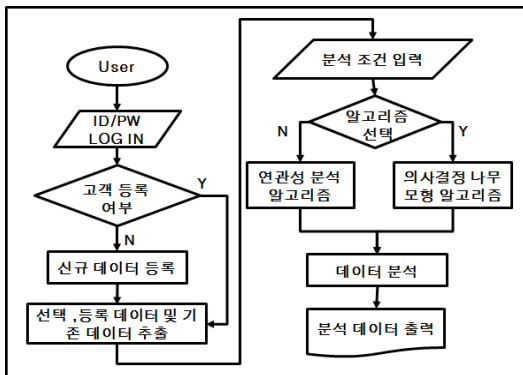 User
ID/PW
LOG IN
고객 등록
여부
Y
N
신규 데이터 등록
선택 ,등록 데이터 및 기
존 데이터 추출
분석 조건 입력
알고리즘
선택
N
Y
연관성 분석
알고리즘
의사결정 나무
모형 알고리즘
데이터 분석
분석 데이터 출력